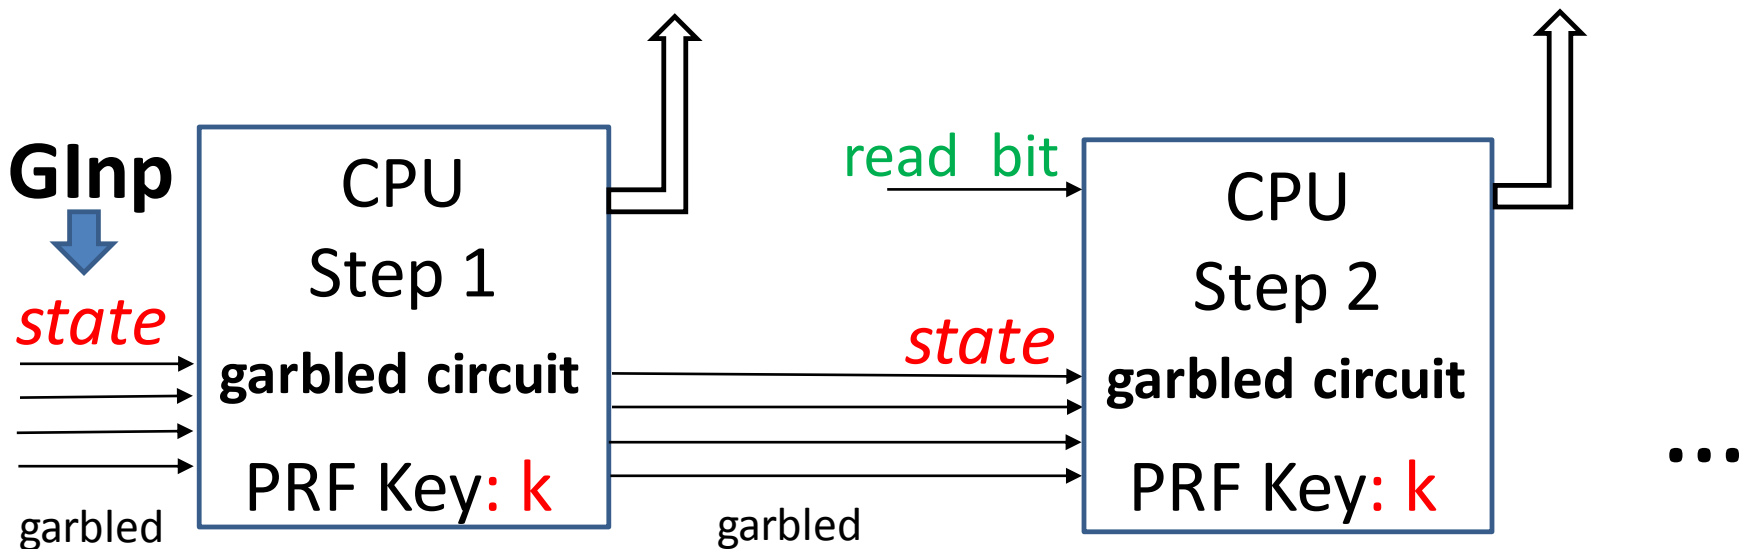 GInp
state
garbled
CPU
Step 1
garbled circuit
PRF Key: k
state
garbled
read bit
CPU
Step 2
garbled circuit
PRF Key: k
...